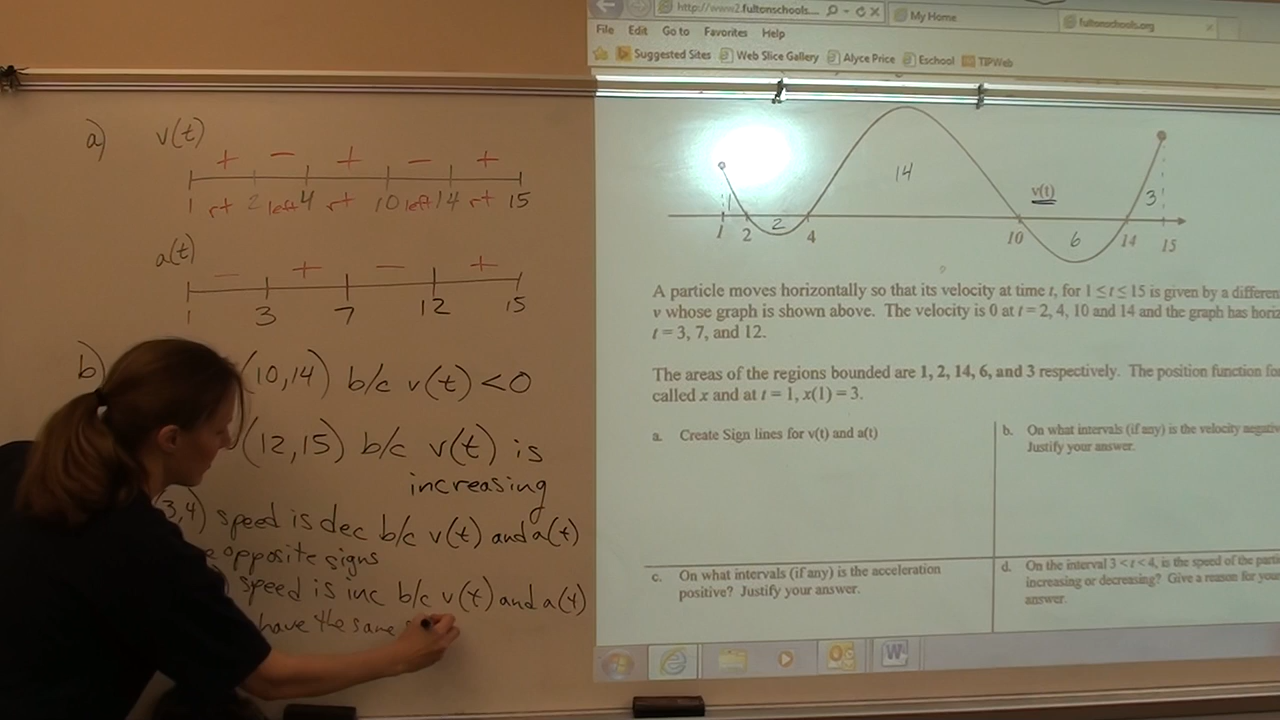 a) v(t)
+ − + − +
1 rt 2 left 4 rt 10 left 14 rt 15
a(t)
− + − +
1 3 7 12 15
b) (10,14) b/c v(t) < 0
(12,15) b/c v(t) is
increasing
3,4) speed is dec b/c v(t) and a(t)
opposite signs
speed is inc b/c v(t) and a(t)
have the same
http://www2.fultonschools....
My Home
fultonschools.org
File Edit Go to Favorites Help
Suggested Sites Web Slice Gallery Alyce Price Eschool TIPWeb
14
v(t)
1 2 6 3
1 2 4 10 14 15
A particle moves horizontally so that its velocity at time t, for 1 ≤ t ≤ 15 is given by a differen
v whose graph is shown above. The velocity is 0 at t = 2, 4, 10 and 14 and the graph has horiz
t = 3, 7, and 12.
The areas of the regions bounded are 1, 2, 14, 6, and 3 respectively. The position function fo
called x and at t = 1, x(1) = 3.
a. Create Sign lines for v(t) and a(t)
b. On what intervals (if any) is the velocity negativ
Justify your answer.
c. On what intervals (if any) is the acceleration
positive? Justify your answer.
d. On the interval 3 < t < 4, is the speed of the parti
increasing or decreasing? Give a reason for your
answer.
W